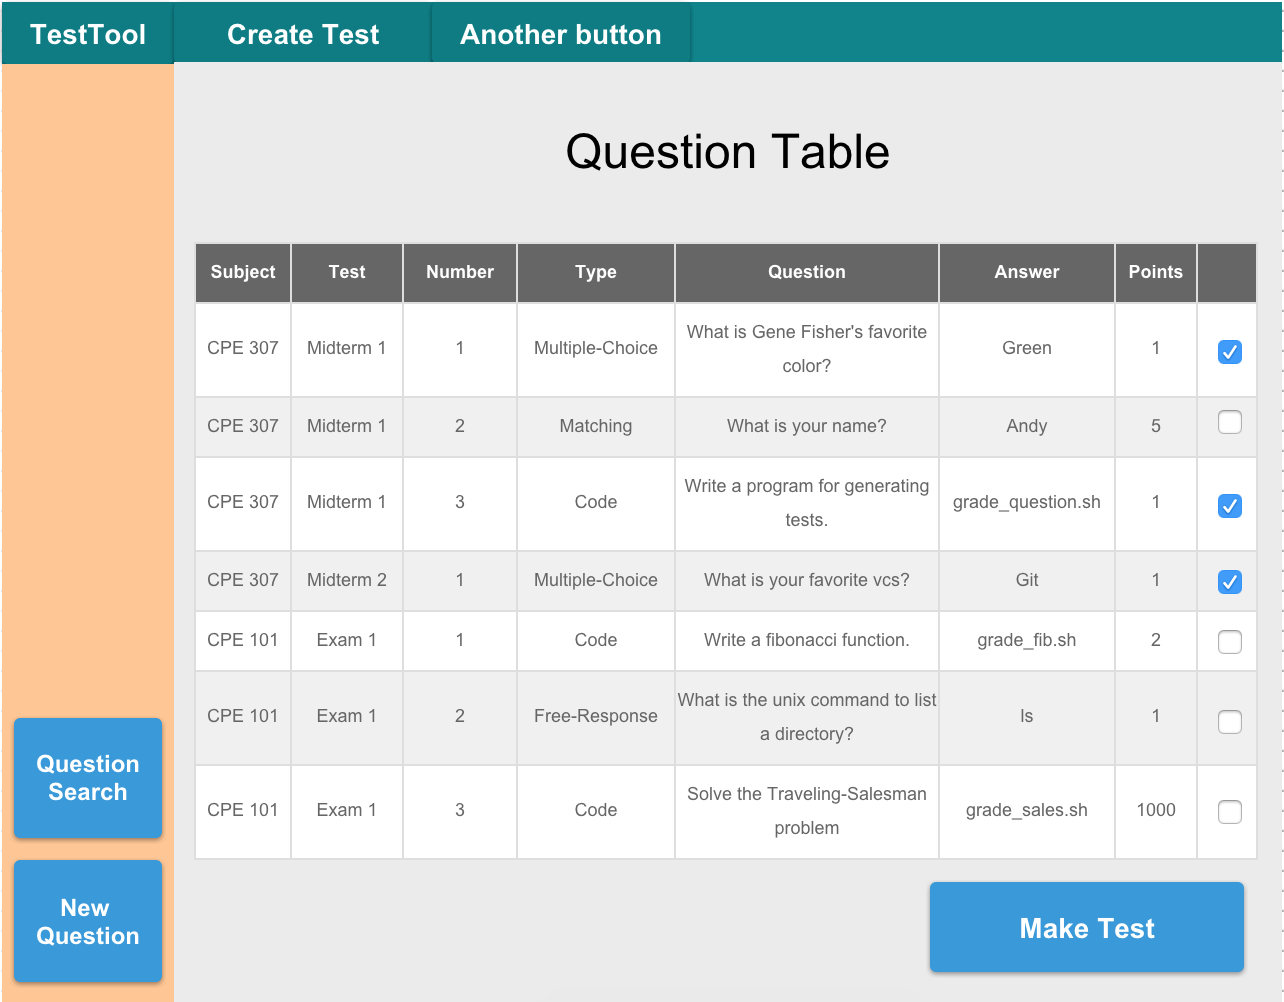 TestTool Create Test Another button
Question Table
Subject Test Number Type Question Answer Points
What is Gene Fisher's favorite
CPE 307 Midterm 1 1 Multiple-Choice Green 1
color?
CPE 307 Midterm 1 2 Matching What is your name? Andy 5
Write a program for generating
CPE 307 Midterm 1 3 Code grade_question.sh 1
tests.
CPE 307 Midterm 2 1 Multiple-Choice What is your favorite vcs? Git 1
CPE 101 Exam 1 1 Code Write a fibonacci function. grade_fib.sh 2
What is the unix command to list
CPE 101 Exam 1 2 Free-Response ls 1
a directory?
Solve the Traveling-Salesman
CPE 101 Exam 1 3 Code grade_sales.sh 1000
problem
Question
Search
New
Question
Make Test